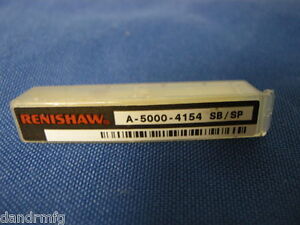 RENISHAW
A-5000-4154 SB/SP
dandrmfg